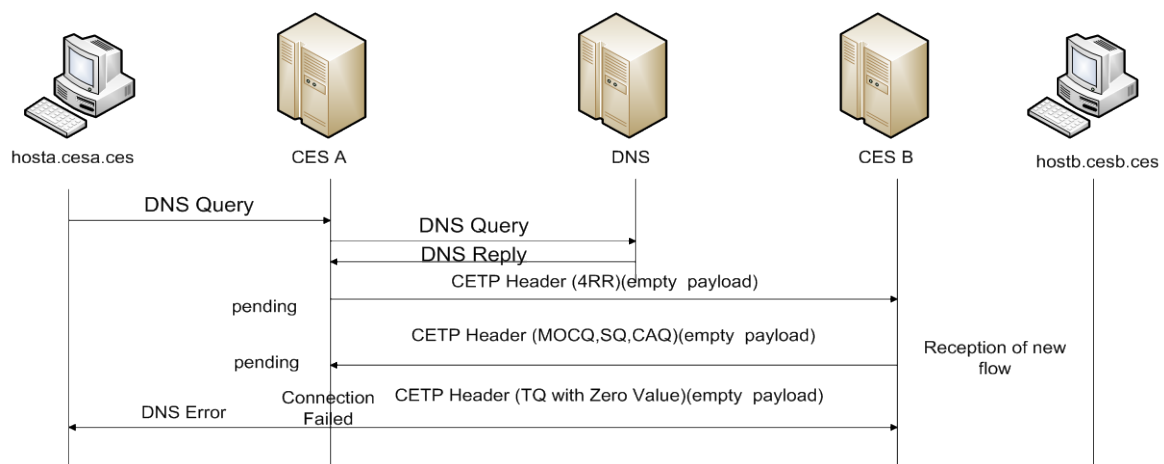 hosta.cesa.ces
CES A
DNS
CES B
hostb.cesb.ces
DNS Query
DNS Query
DNS Reply
CETP Header (4RR)(empty payload)
pending
CETP Header (MOCQ,SQ,CAQ)(empty payload)
Reception of new
flow
pending
Connection
Failed
CETP Header (TQ with Zero Value)(empty payload)
DNS Error